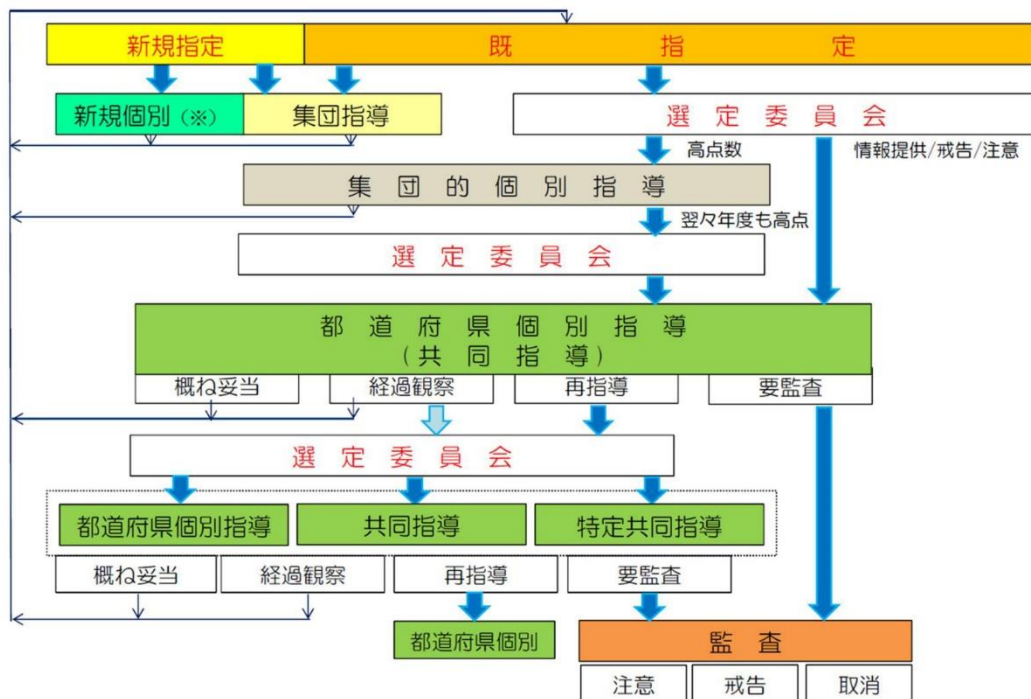 新規指定
既指定
新規個別(※)
集団指導
選定委員会
高点数
情報提供/戒告/注意
集団的個別指導
翌々年度も高点
選定委員会
都道府県個別指導
(共同指導)
概ね妥当
経過観察
再指導
要監査
選定委員会
都道府県個別指導
共同指導
特定共同指導
概ね妥当
経過観察
再指導
要監査
都道府県個別
監査
注意
戒告
取消